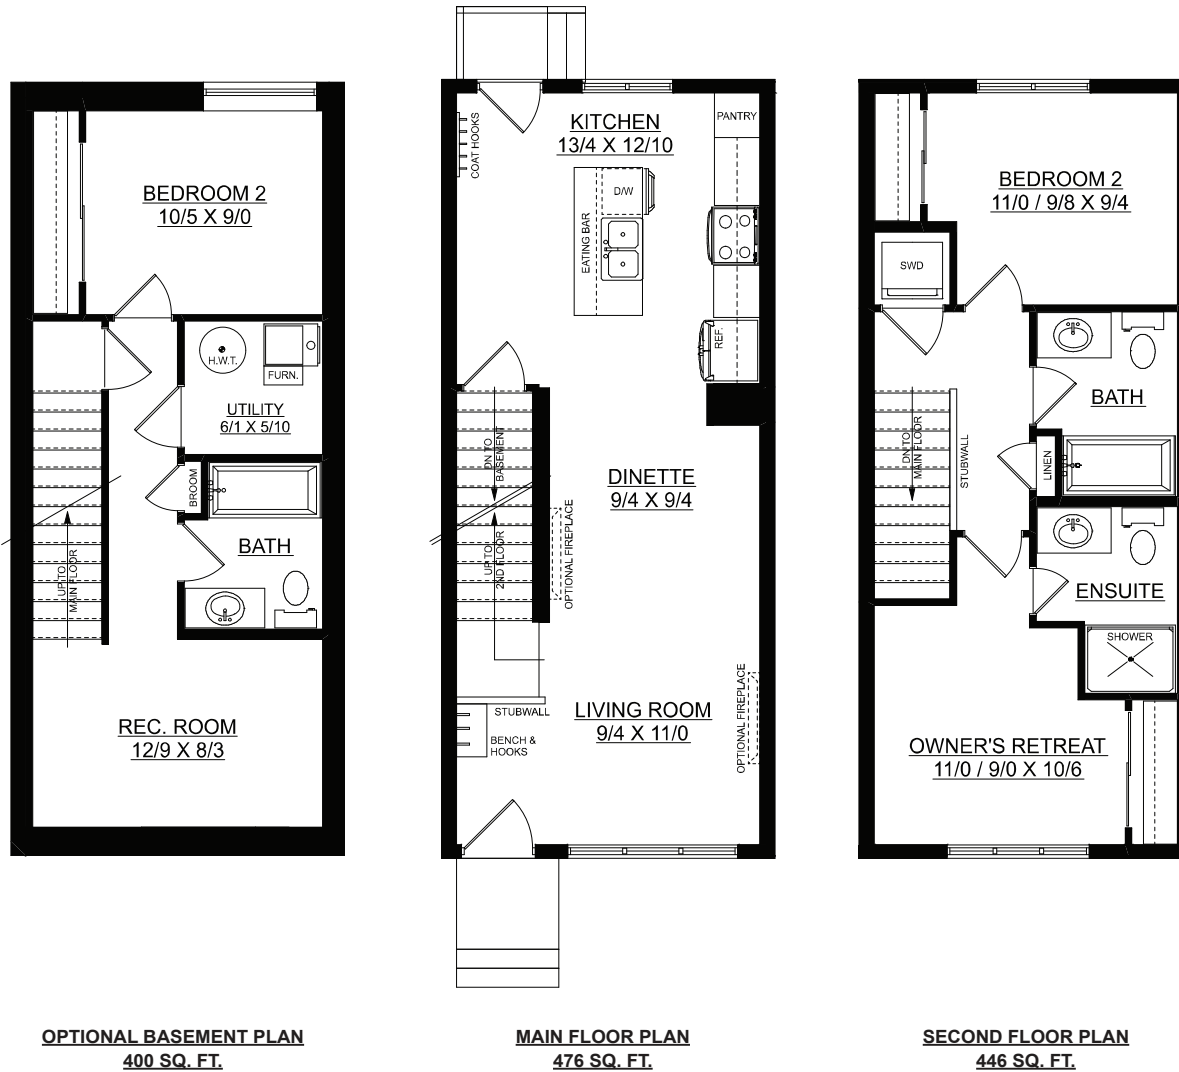 BEDROOM 2
10/5 X 9/0
H.W.T.
FURN.
UTILITY
6/1 X 5/10
BROOM
BATH
UP TO
MAIN FLOOR
REC. ROOM
12/9 X 8/3
OPTIONAL BASEMENT PLAN
400 SQ. FT.
COAT HOOKS
KITCHEN
13/4 X 12/10
PANTRY
D/W
EATING BAR
REF.
DN TO
BASEMENT
DINETTE
9/4 X 9/4
UP TO
2ND FLOOR
OPTIONAL FIREPLACE
STUBWALL
BENCH &
HOOKS
LIVING ROOM
9/4 X 11/0
OPTIONAL FIREPLACE
MAIN FLOOR PLAN
476 SQ. FT.
BEDROOM 2
11/0 / 9/8 X 9/4
SWD
BATH
DN TO
MAIN FLOOR
STUBWALL
LINEN
ENSUITE
SHOWER
OWNER'S RETREAT
11/0 / 9/0 X 10/6
SECOND FLOOR PLAN
446 SQ. FT.